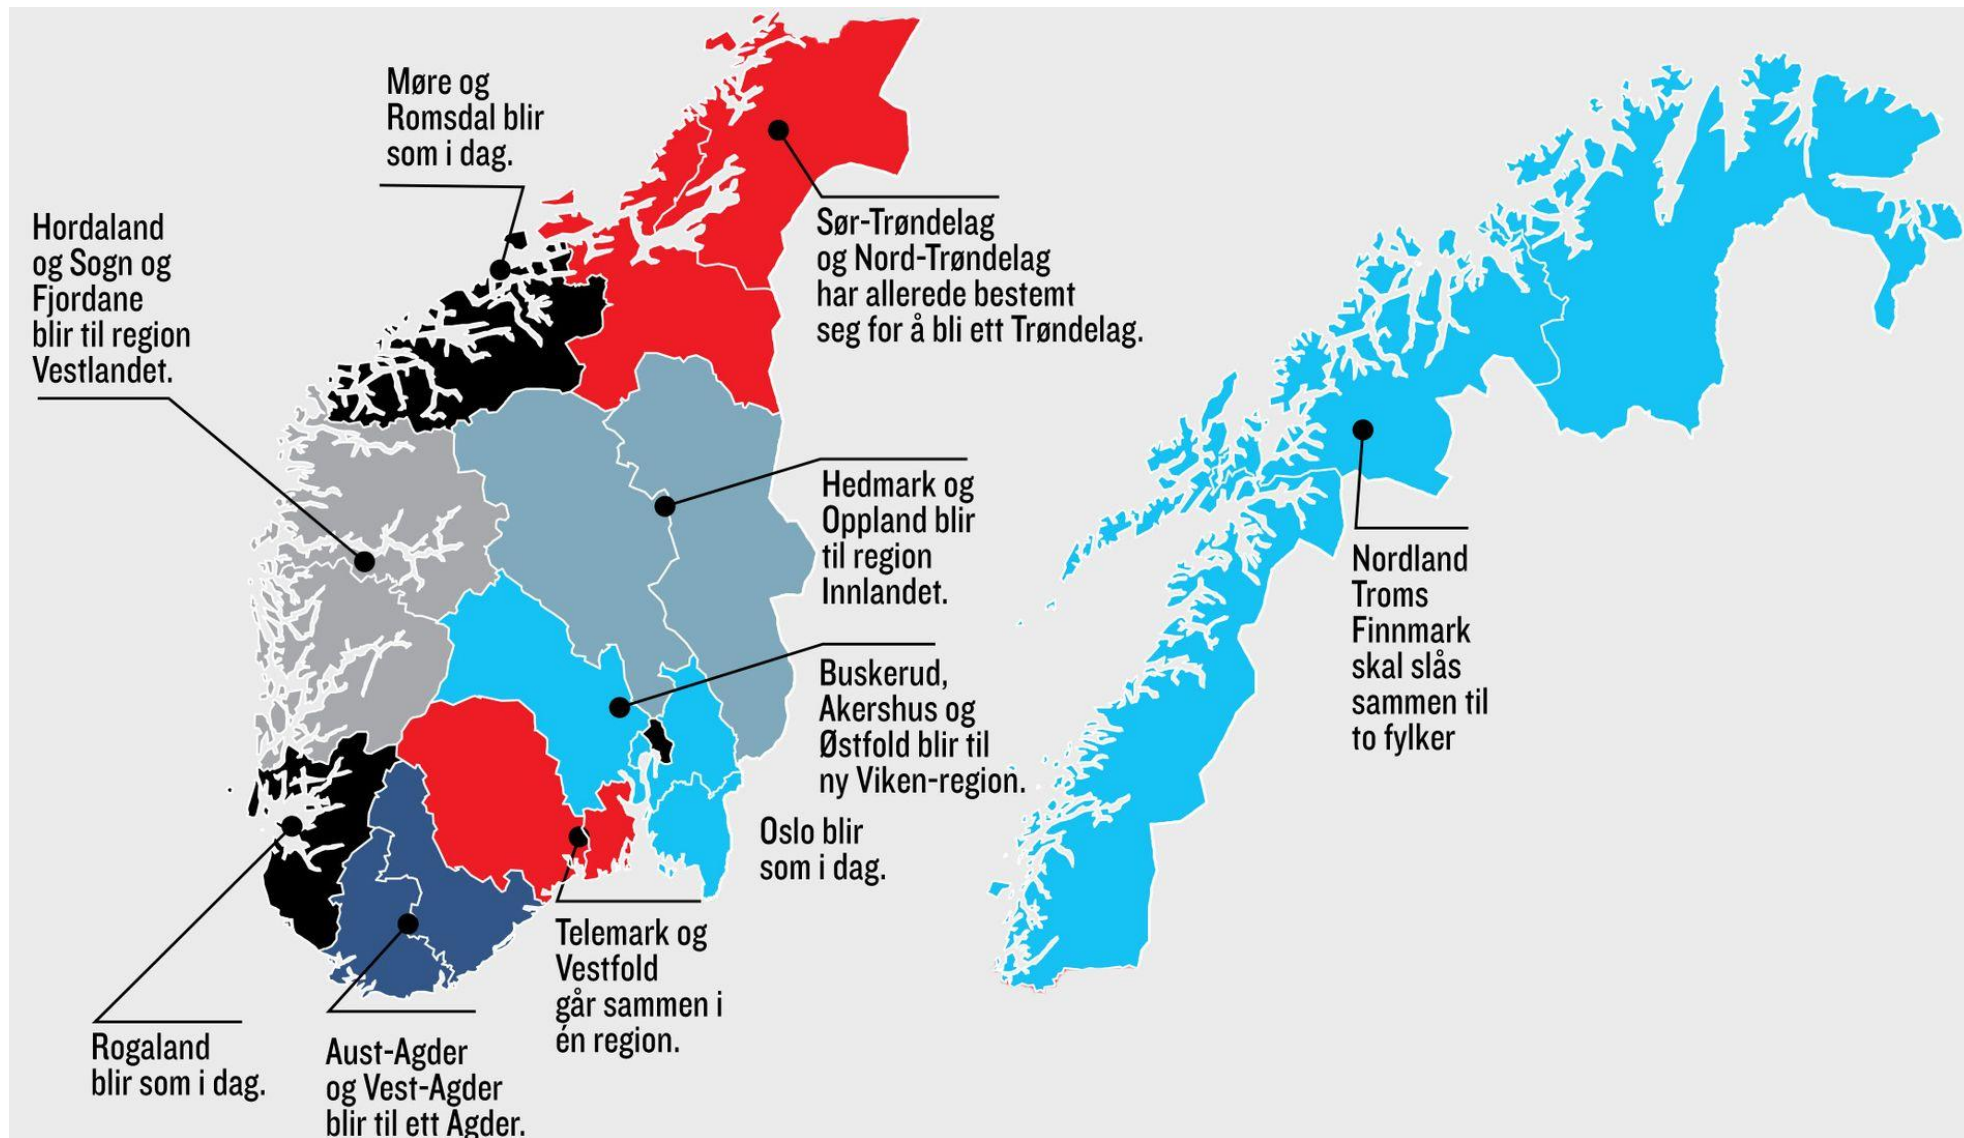 Møre og
Romsdal blir
som i dag.
Hordaland
og Sogn og
Fjordane
blir til region
Vestlandet.
Sør-Trøndelag
og Nord-Trøndelag
har allerede bestemt
seg for å bli ett Trøndelag.
Hedmark og
Oppland blir
til region
Innlandet.
Buskerud,
Akershus og
Østfold blir til
ny Viken-region.
Oslo blir
som i dag.
Telemark og
Vestfold
går sammen i
én region.
Rogaland
blir som i dag.
Aust-Agder
og Vest-Agder
blir til ett Agder.
Nordland
Troms
Finnmark
skal slås
sammen til
to fylker